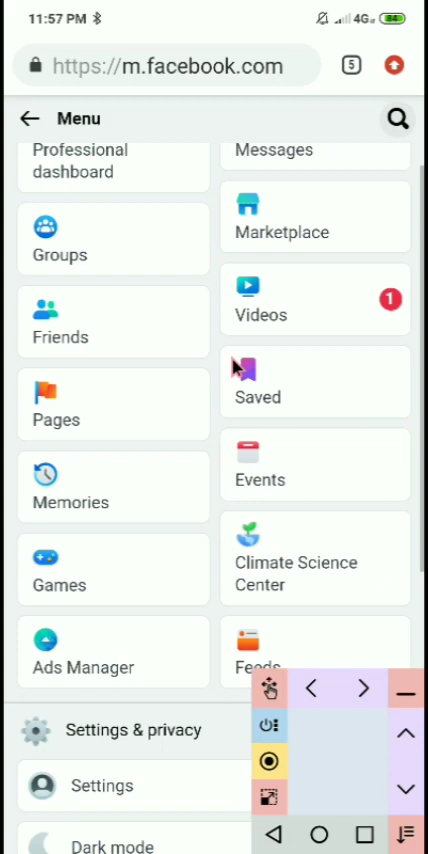 11:57 PM
4G
84
https://m.facebook.com
5
Menu
Professional
dashboard
Messages
Groups
Marketplace
Friends
Videos
1
Pages
Saved
Memories
Events
Games
Climate Science
Center
Ads Manager
Feeds
Settings & privacy
Settings
Dark mode